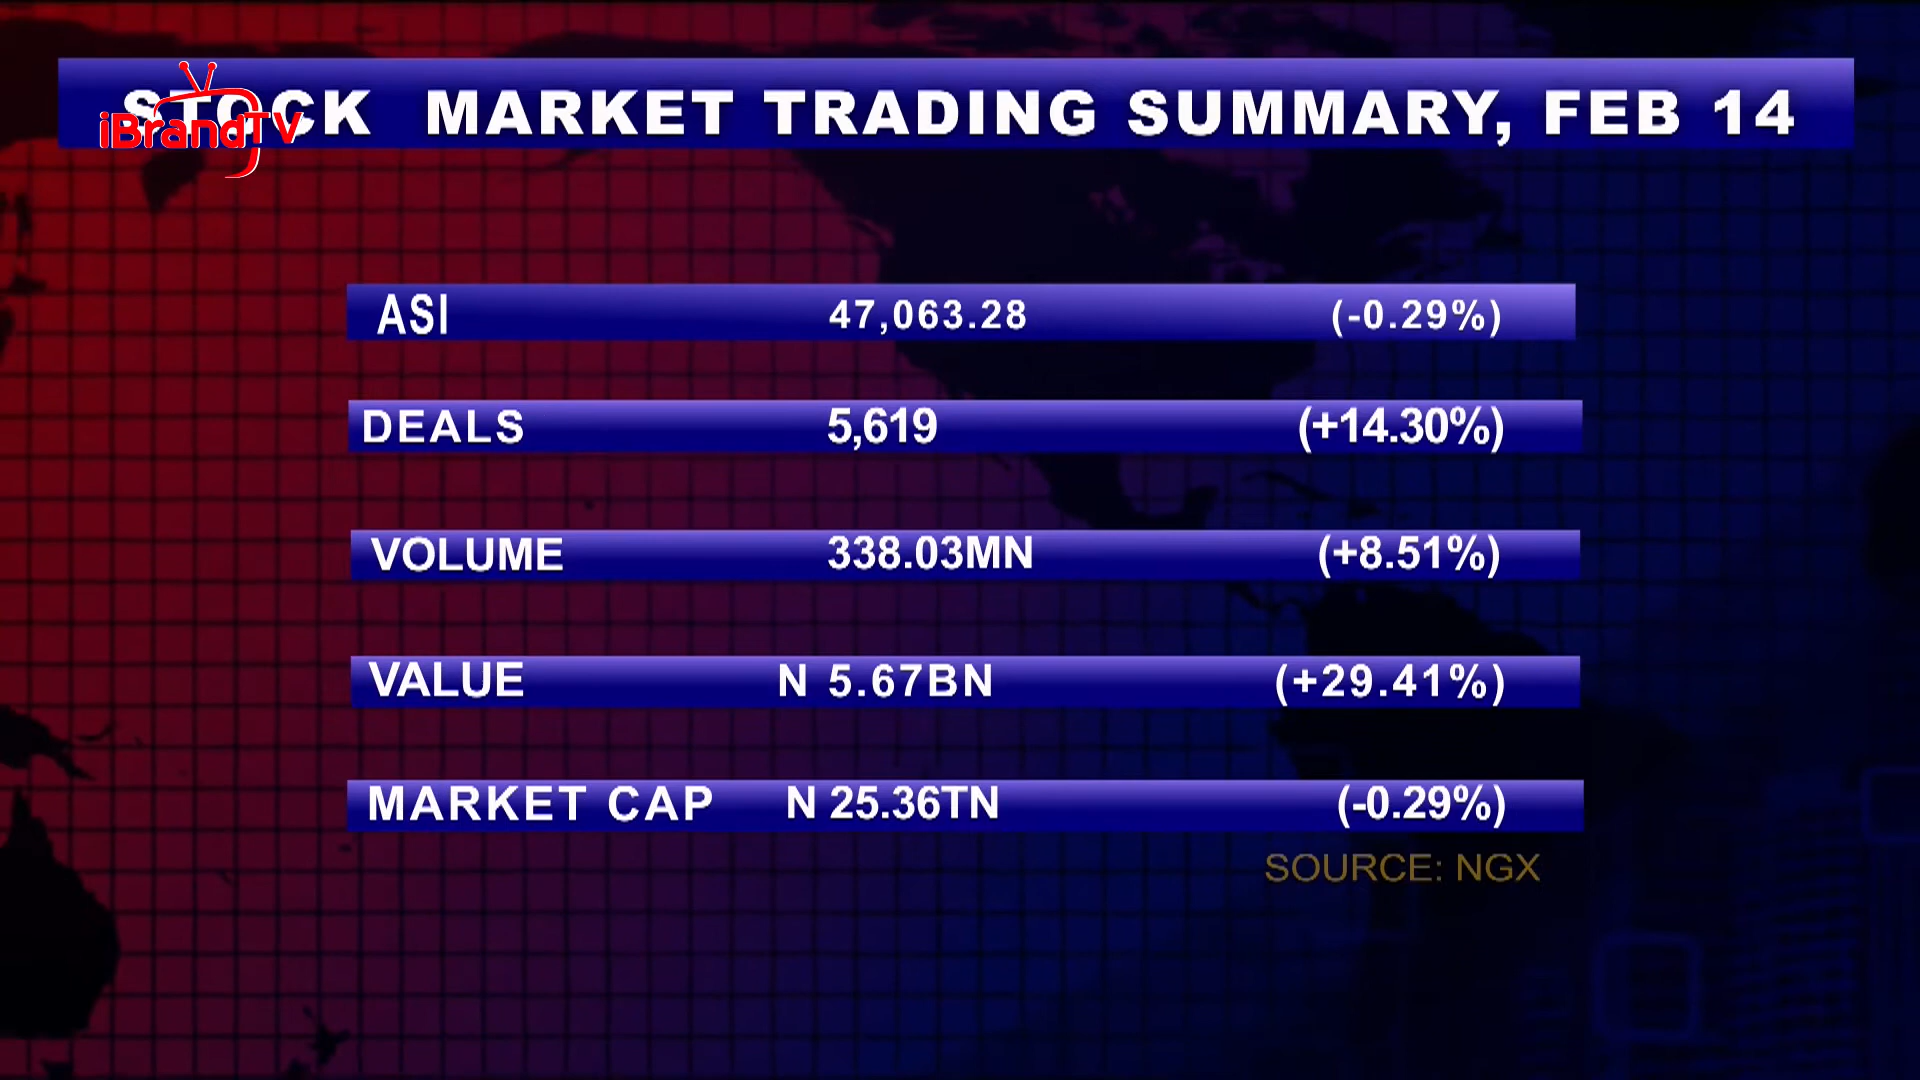 STOCK MARKET TRADING SUMMARY, FEB 14
iBrandTV
ASI 47,063.28 (-0.29%)
DEALS 5,619 (+14.30%)
VOLUME 338.03MN (+8.51%)
VALUE N 5.67BN (+29.41%)
MARKET CAP N 25.36TN (-0.29%)
SOURCE: NGX